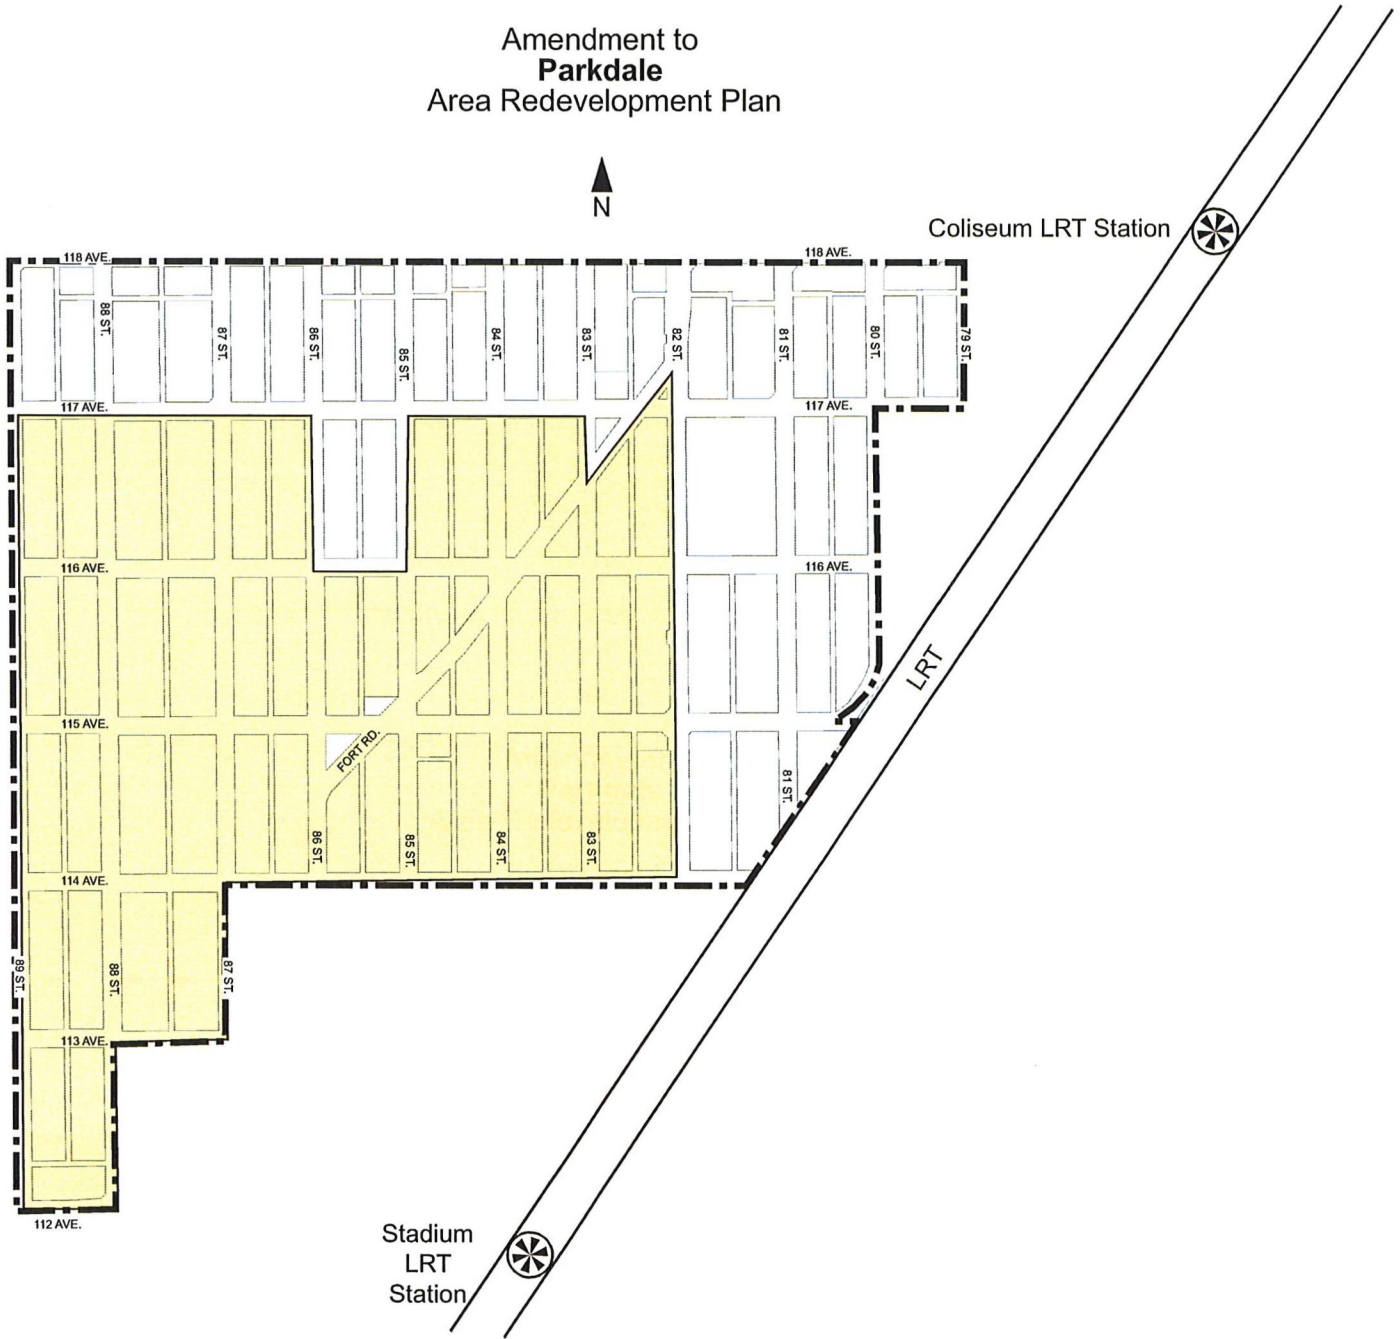 Amendment to
Parkdale
Area Redevelopment Plan
N
Coliseum LRT Station
118 AVE.
118 AVE.
88 ST.
87 ST.
86 ST.
85 ST.
84 ST.
83 ST.
82 ST.
81 ST.
80 ST.
79 ST.
117 AVE.
117 AVE.
116 AVE.
116 AVE.
LRT
115 AVE.
FORT RD.
81 ST.
86 ST.
85 ST.
84 ST.
83 ST.
114 AVE.
89 ST.
88 ST.
87 ST.
113 AVE.
112 AVE.
Stadium
LRT
Station